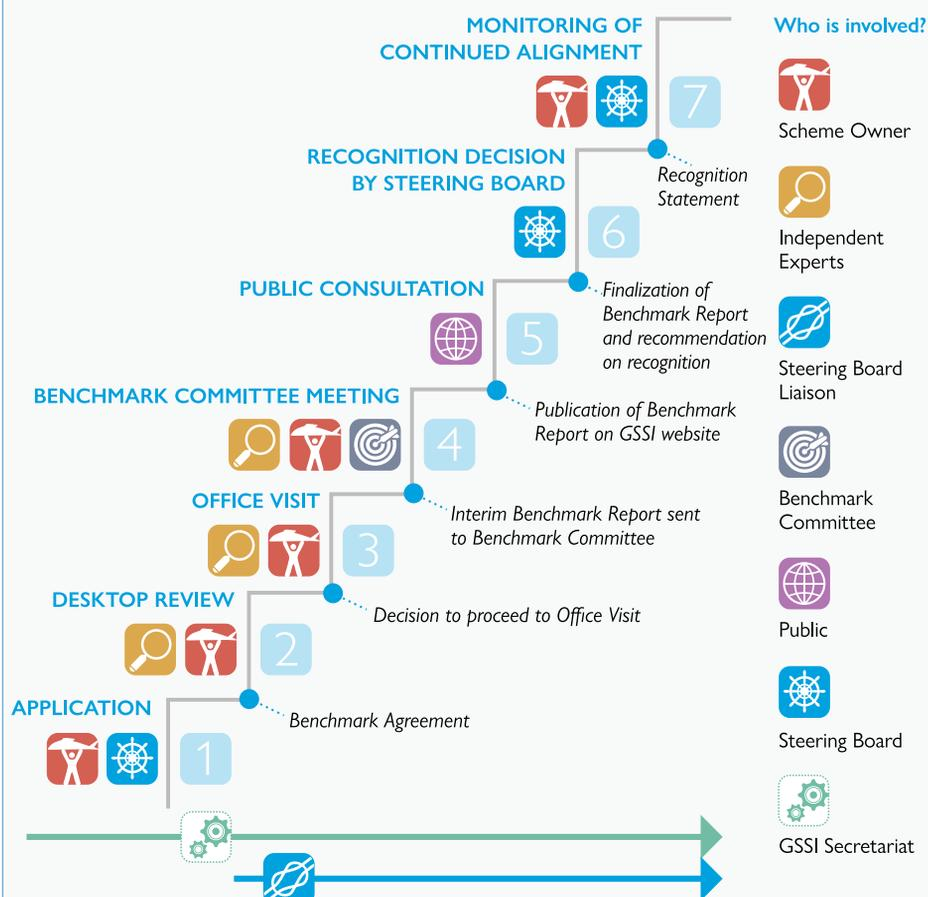 MONITORING OF
CONTINUED ALIGNMENT
7
Recognition
Statement
RECOGNITION DECISION
BY STEERING BOARD
6
Finalization of
Benchmark Report
and recommendation
on recognition
PUBLIC CONSULTATION
5
Publication of Benchmark
Report on GSSI website
BENCHMARK COMMITTEE MEETING
4
Interim Benchmark Report sent
to Benchmark Committee
OFFICE VISIT
3
Decision to proceed to Office Visit
DESKTOP REVIEW
2
Benchmark Agreement
APPLICATION
1
Who is involved?
Scheme Owner
Independent
Experts
Steering Board
Liaison
Benchmark
Committee
Public
Steering Board
GSSI Secretariat